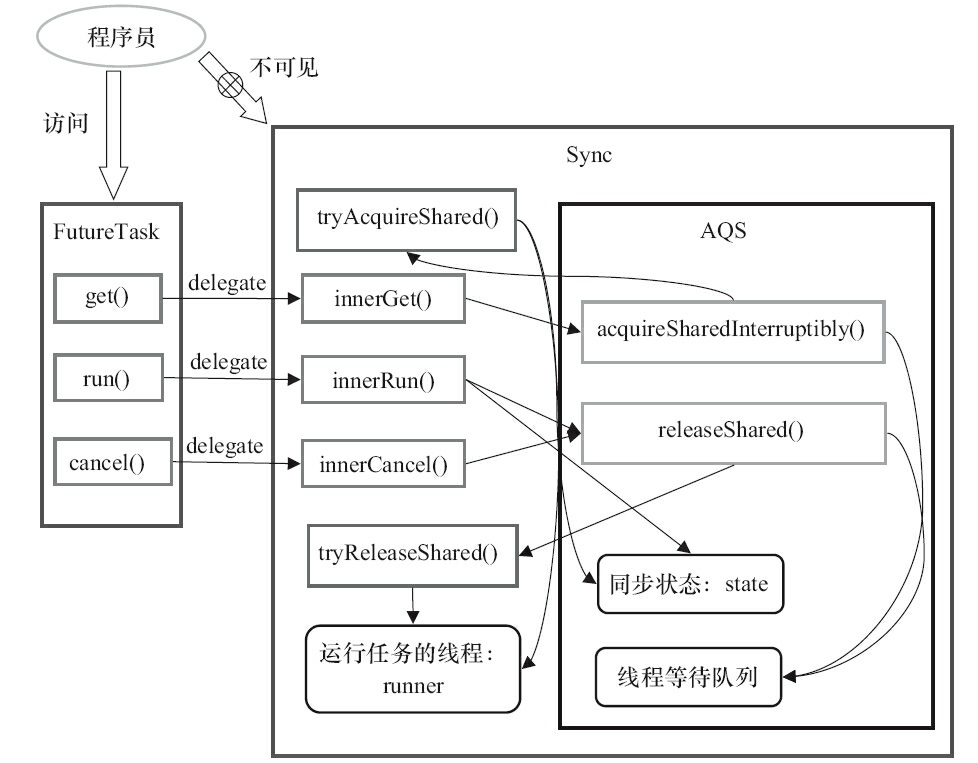 程序员
不可见
访问
Sync
tryAcquireShared()
AQS
FutureTask
get()
delegate
innerGet()
acquireSharedInterruptibly()
run()
delegate
innerRun()
releaseShared()
cancel()
delegate
innerCancel()
tryReleaseShared()
同步状态：state
运行任务的线程：
runner
线程等待队列